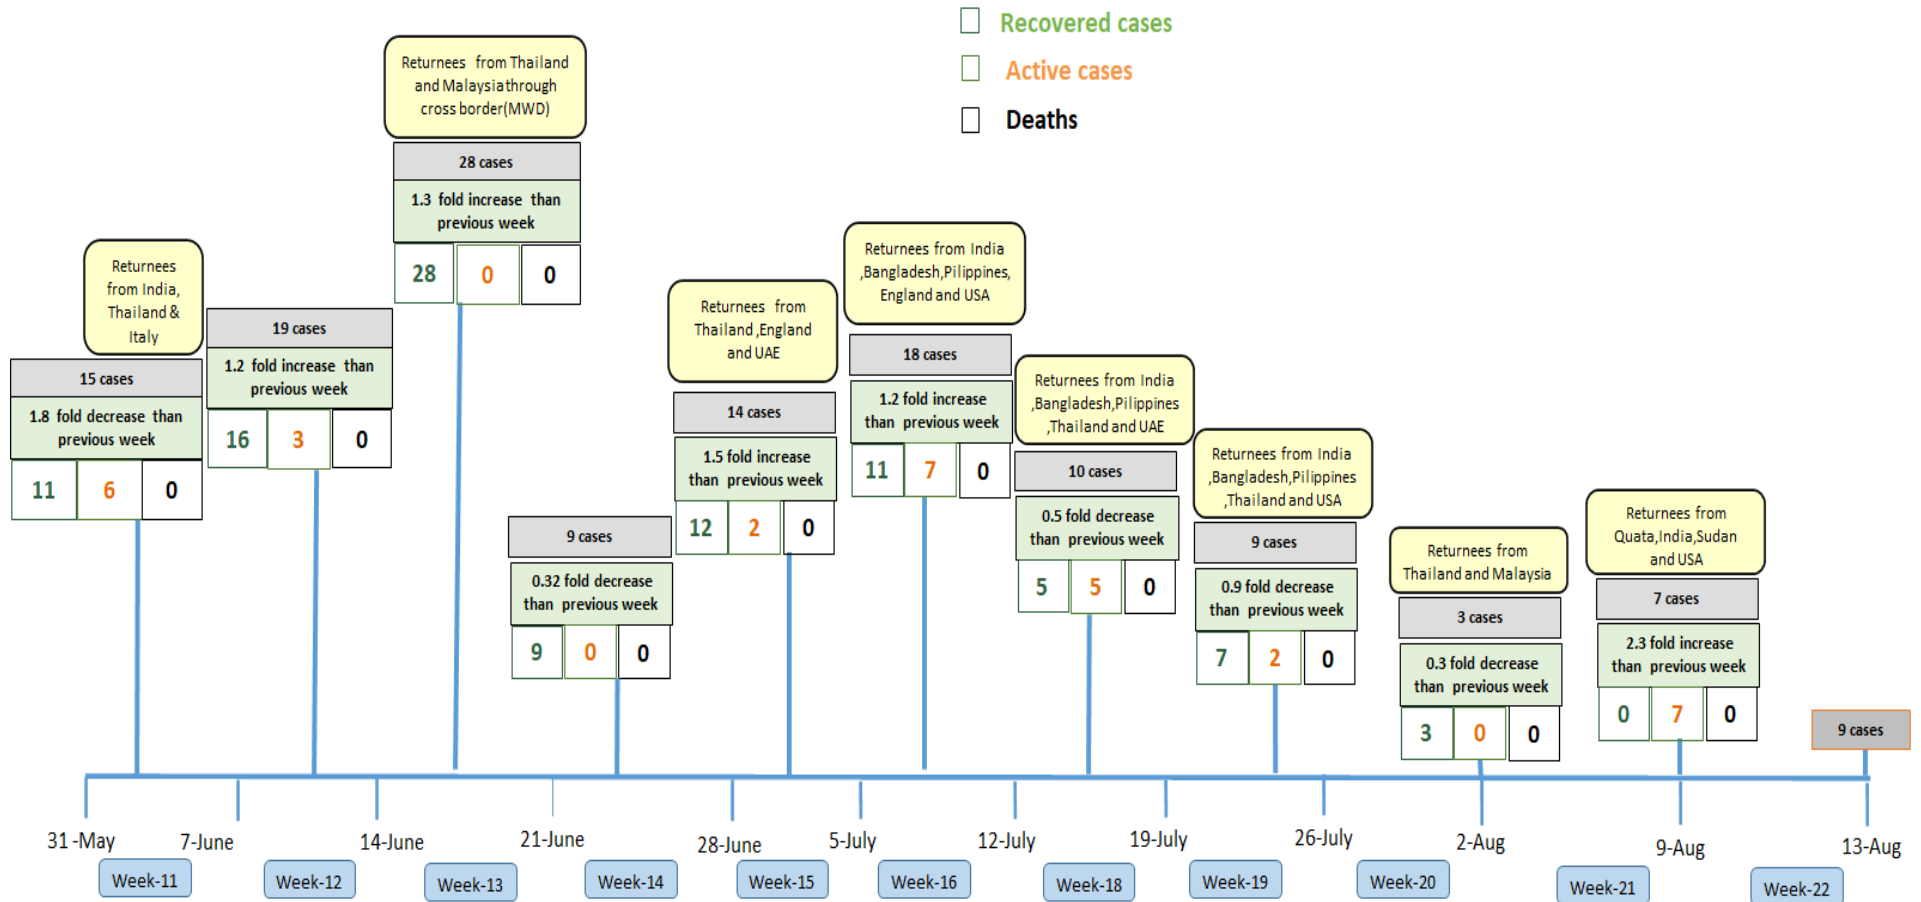 Recovered cases
Active cases
Deaths
Returnees from Thailand
and Malaysiathrough
cross border(MWD)
28 cases
1.3 fold increase than
previous week
28 0 0
Returnees
from India,
Thailand &
Italy
15 cases
1.8 fold decrease than
previous week
11 6 0
19 cases
1.2 fold increase than
previous week
16 3 0
9 cases
0.32 fold decrease
than previous week
9 0 0
Returnees from
Thailand ,England
and UAE
14 cases
1.5 fold increase
than previous week
12 2 0
Returnees from India
,Bangladesh,Pilippines,
England and USA
18 cases
1.2 fold increase
than previous week
11 7 0
Returnees from India
,Bangladesh,Pilippines
,Thailand and UAE
10 cases
0.5 fold decrease
than previous week
5 5 0
Returnees from India
,Bangladesh,Pilippines
,Thailand and USA
9 cases
0.9 fold decrease
than previous week
7 2 0
Returnees from
Thailand and Malaysia
3 cases
0.3 fold decrease
than previous week
3 0 0
Returnees from
Quata,India,Sudan
and USA
7 cases
2.3 fold increase
than previous week
0 7 0
9 cases
31 -May 7-June 14-June 21-June 28-June 5-July 12-July 19-July 26-July 2-Aug 9-Aug 13-Aug
Week-11 Week-12 Week-13 Week-14 Week-15 Week-16 Week-18 Week-19 Week-20 Week-21 Week-22